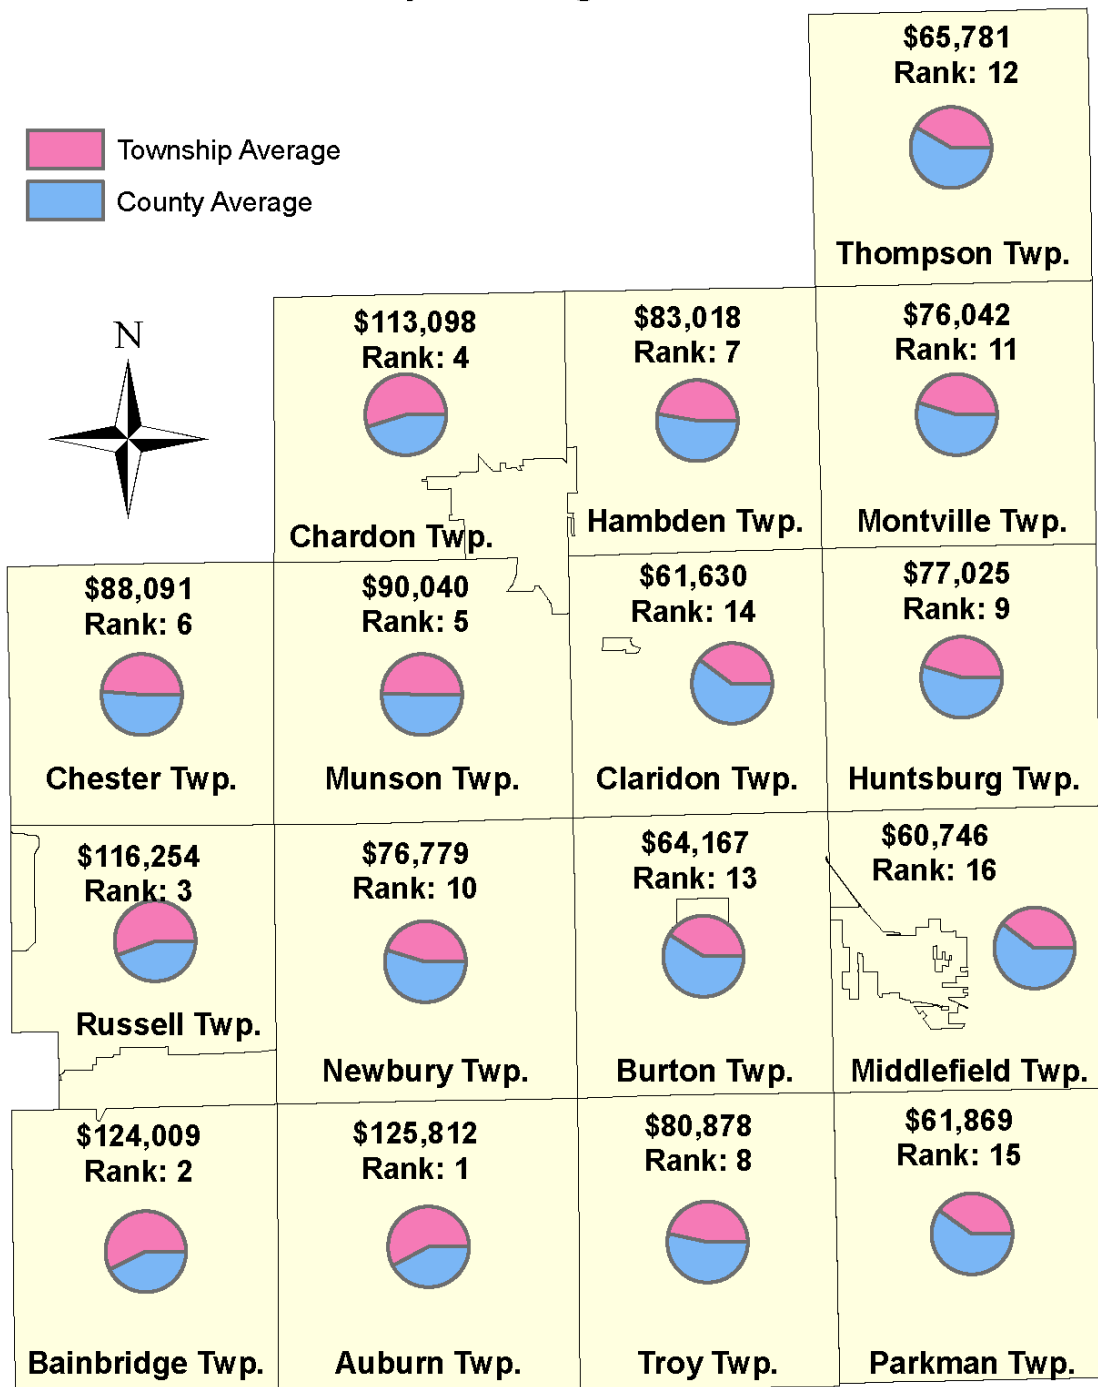 $65,781
Rank: 12
Thompson Twp.
Township Average
County Average
N
$113,098
Rank: 4
Chardon Twp.
$83,018
Rank: 7
Hambden Twp.
$76,042
Rank: 11
Montville Twp.
$88,091
Rank: 6
Chester Twp.
$90,040
Rank: 5
Munson Twp.
$61,630
Rank: 14
Claridon Twp.
$77,025
Rank: 9
Huntsburg Twp.
$116,254
Rank: 3
Russell Twp.
$76,779
Rank: 10
Newbury Twp.
$64,167
Rank: 13
Burton Twp.
$60,746
Rank: 16
Middlefield Twp.
$124,009
Rank: 2
Bainbridge Twp.
$125,812
Rank: 1
Auburn Twp.
$80,878
Rank: 8
Troy Twp.
$61,869
Rank: 15
Parkman Twp.